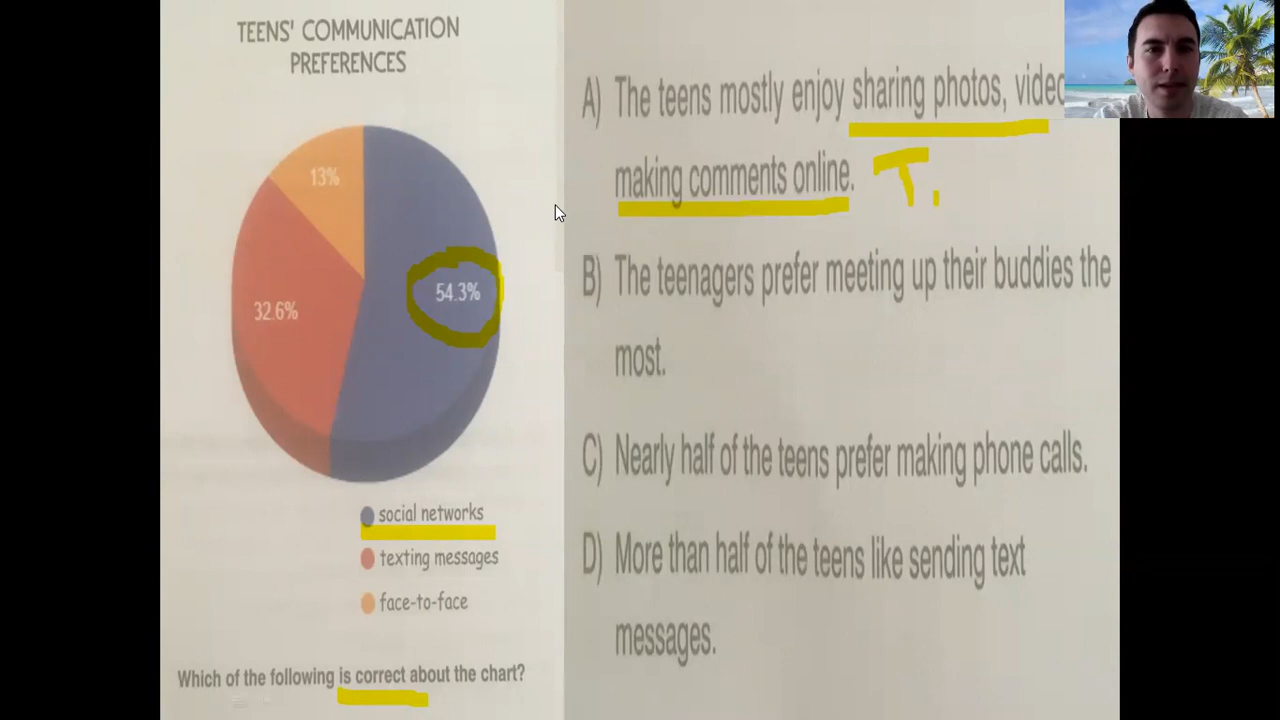 TEENS' COMMUNICATION
PREFERENCES
13%
54.3%
32.6%
social networks
texting messages
face-to-face
Which of the following is correct about the chart?
A) The teens mostly enjoy sharing photos,
making comments online. T.
B) The teenagers prefer meeting up their buddies the
most.
C) Nearly half of the teens prefer making phone calls.
D) More than half of the teens like sending text
messages.